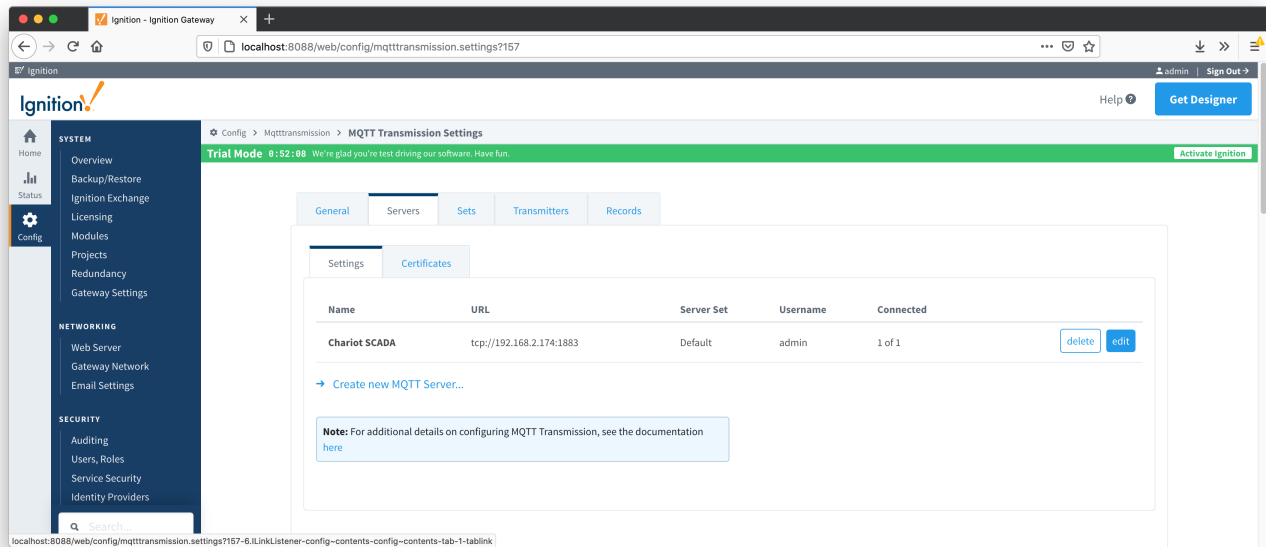 Ignition - Ignition Gateway
localhost:8088/web/config/mqtttransmission.settings?157
Ignition
admin | Sign Out
Ignition!
Help
Get Designer
Home
Status
Config
SYSTEM
Overview
Backup/Restore
Ignition Exchange
Licensing
Modules
Projects
Redundancy
Gateway Settings
NETWORKING
Web Server
Gateway Network
Email Settings
SECURITY
Auditing
Users, Roles
Service Security
Identity Providers
Search...
Config > Mqtttransmission > MQTT Transmission Settings
Trial Mode 0:52:08 We're glad you're test driving our software. Have fun.
Activate Ignition
General Servers Sets Transmitters Records
Settings Certificates
Name URL Server Set Username Connected
Chariot SCADA tcp://192.168.2.174:1883 Default admin 1 of 1 delete edit
Create new MQTT Server...
Note: For additional details on configuring MQTT Transmission, see the documentation
here
localhost:8088/web/config/mqtttransmission.settings?157-6.ILinkListener-config~contents-config~contents-tab-1-tablink